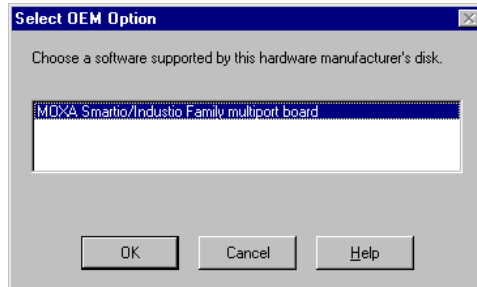 Select OEM Option
Choose a software supported by this hardware manufacturer's disk.
MOXA Smartio/Industio Family multiport board
OK Cancel Help